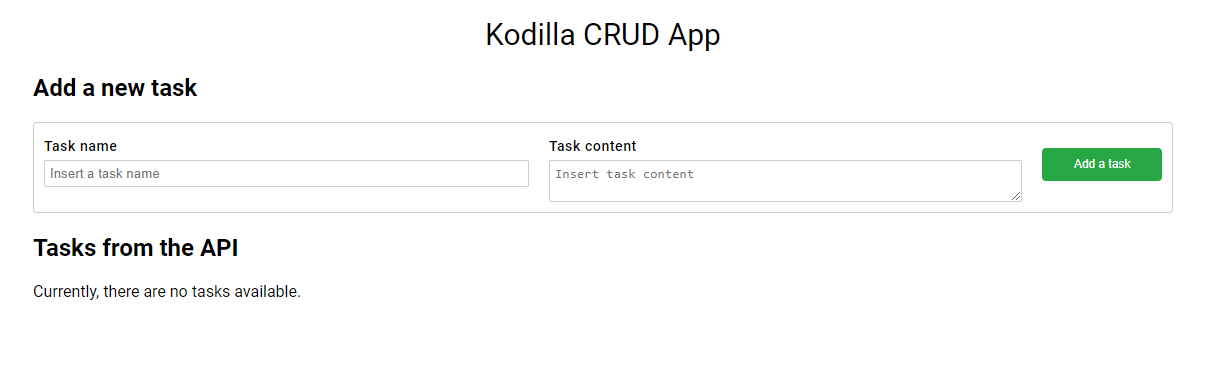 Kodilla CRUD App
Add a new task
Task name
Task content
Insert a task name
Insert task content
Add a task
Tasks from the API
Currently, there are no tasks available.